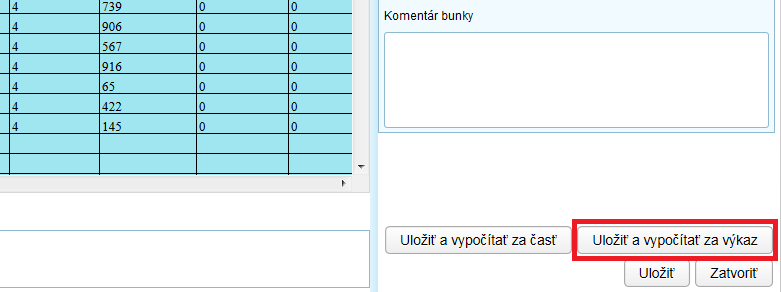 4 739 0 0
4 906 0 0
4 567 0 0
4 916 0 0
4 65 0 0
4 422 0 0
4 145 0 0
Komentár bunky
Uložiť a vypočítať za časť
Uložiť a vypočítať za výkaz
Uložiť
Zatvoriť